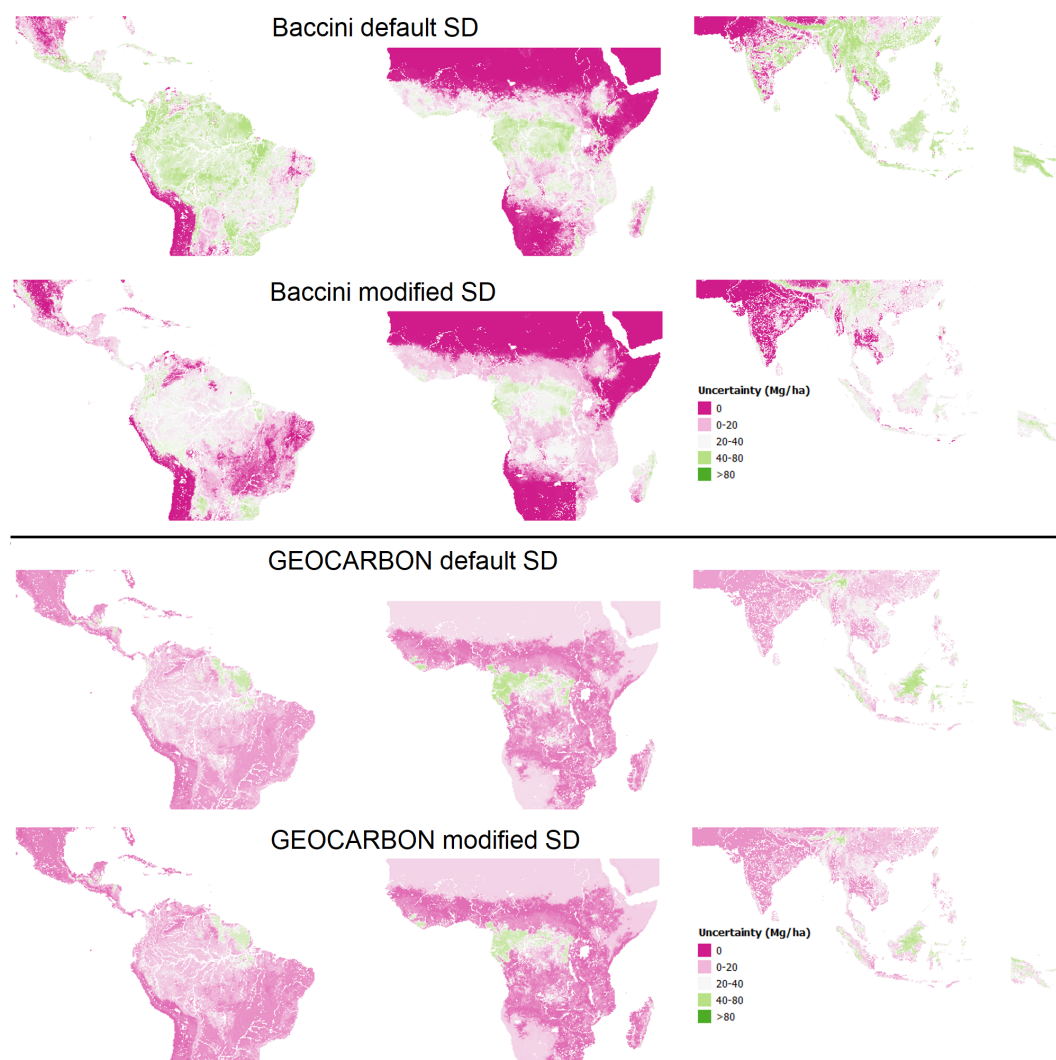 Baccini default SD
Baccini modified SD
Uncertainty (Mg/ha)
0
0-20
20-40
40-80
>80
GEOCARBON default SD
GEOCARBON modified SD
Uncertainty (Mg/ha)
0
0-20
20-40
40-80
>80